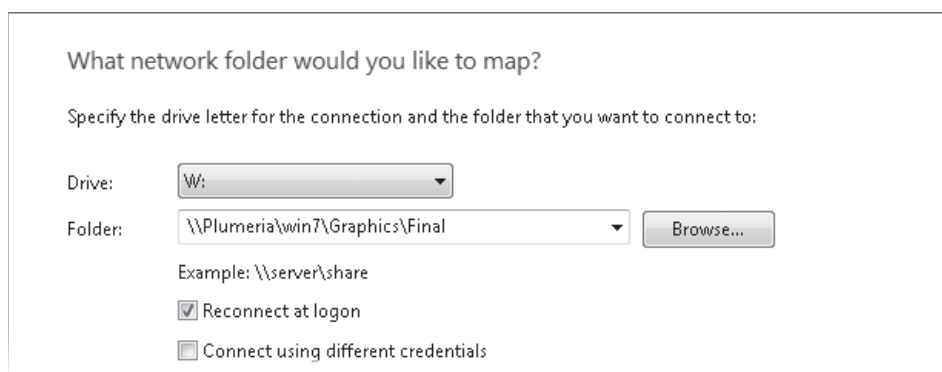 What network folder would you like to map?
Specify the drive letter for the connection and the folder that you want to connect to:
Drive: W:
Folder: \\Plumeria\win7\Graphics\Final Browse...
Example: \\server\share
Reconnect at logon
Connect using different credentials